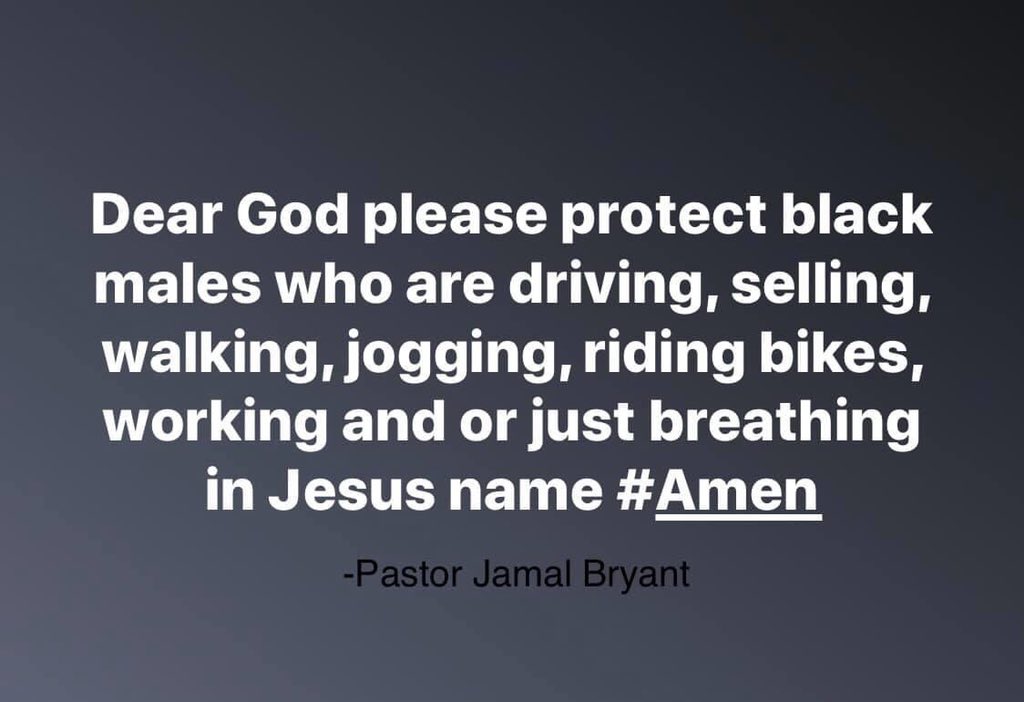 Dear God please protect black
males who are driving, selling,
walking, jogging, riding bikes,
working and or just breathing
in Jesus name #Amen
-Pastor Jamal Bryant